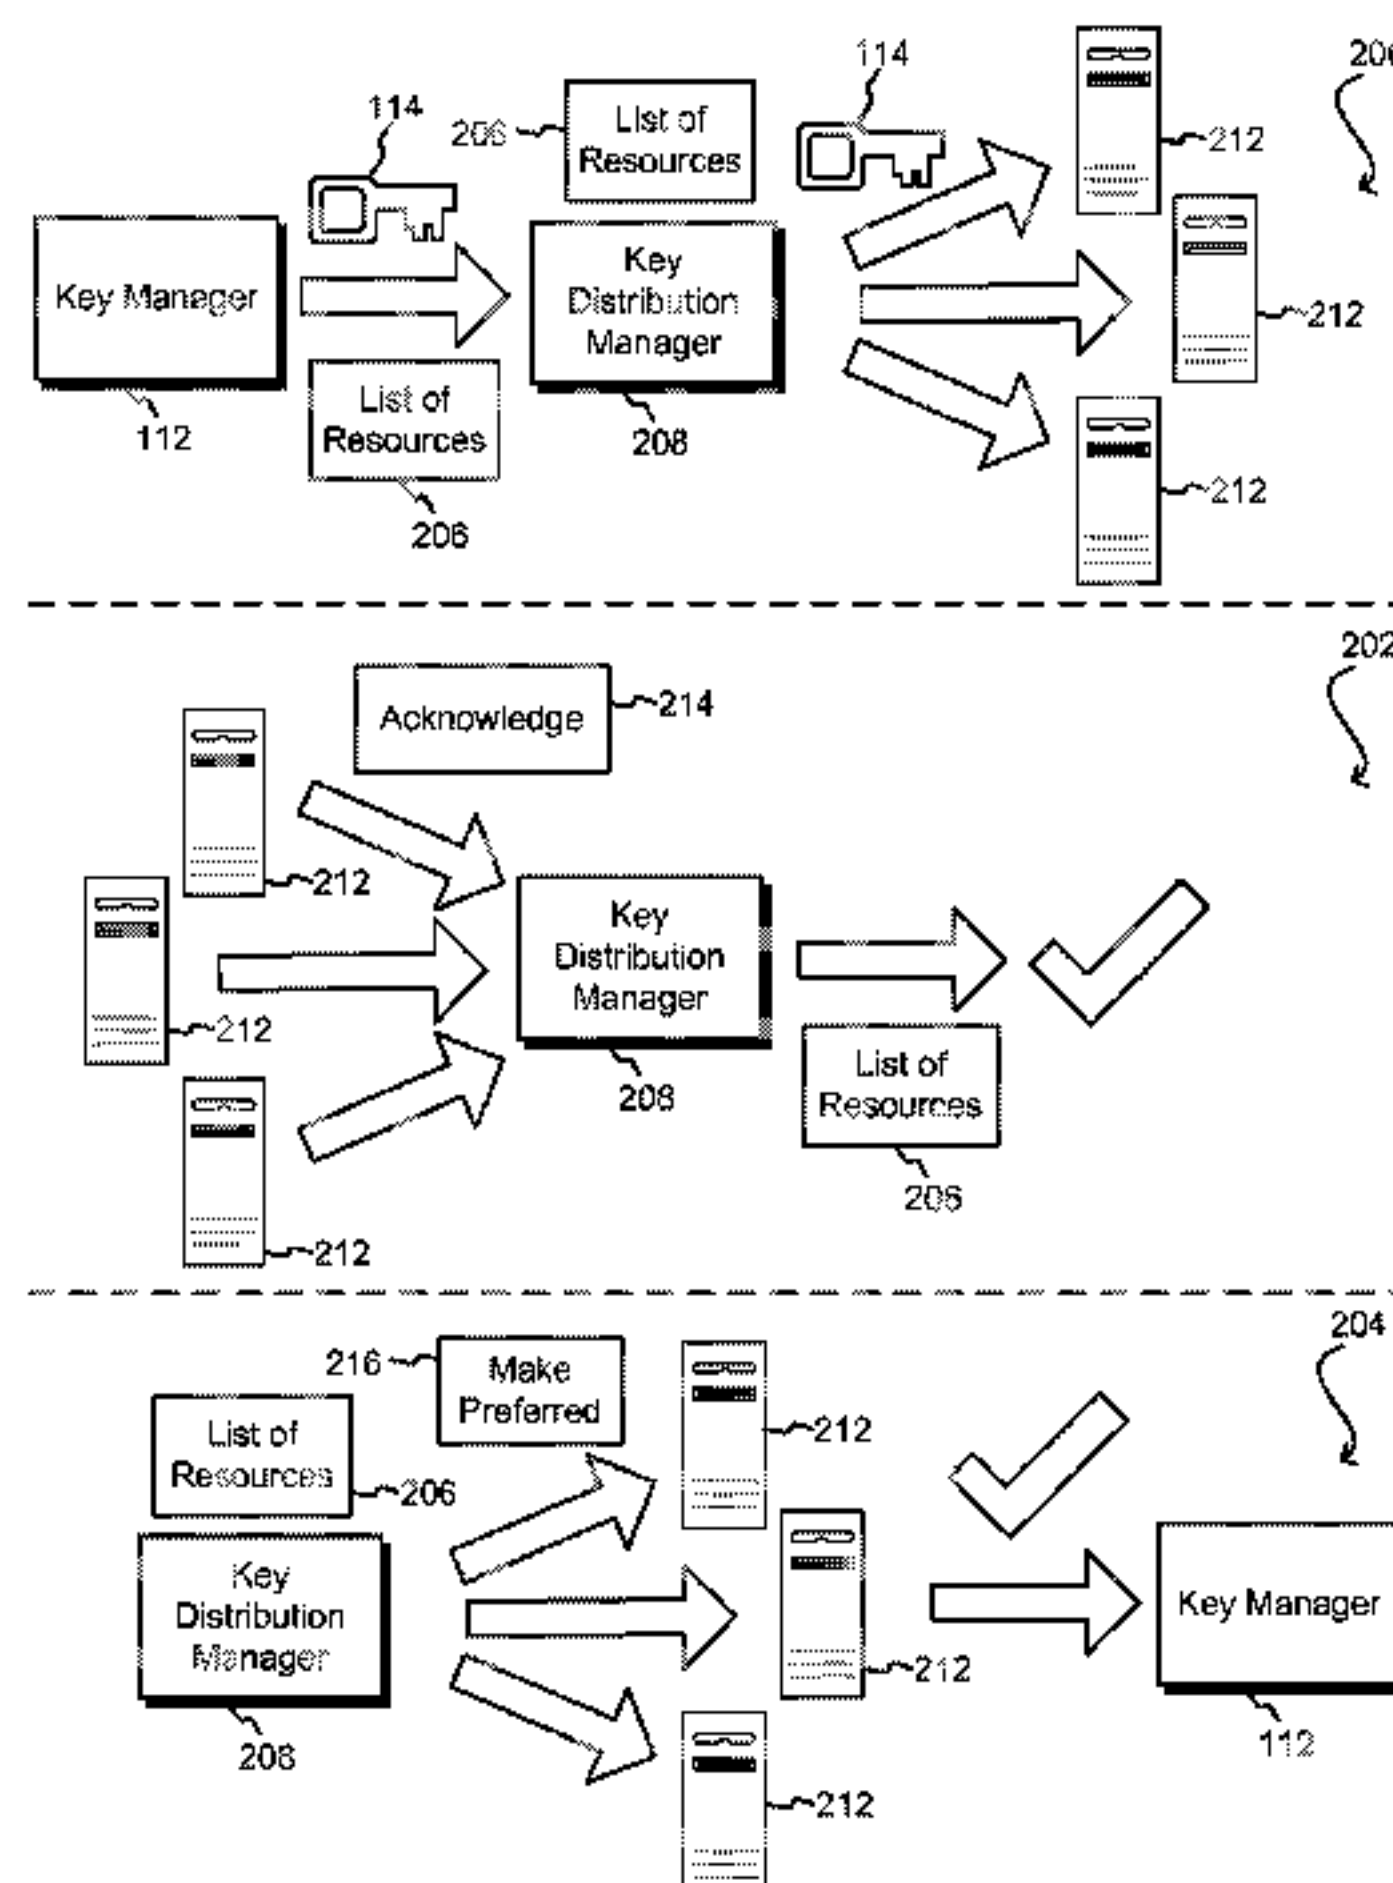 114
114
206
List of
Resources
212
Key Manager
Key
Distribution
Manager
212
List of
Resources
112
208
212
206
202
Acknowledge
214
212
Key
Distribution
Manager
212
208
List of
Resources
206
212
204
216
Make
Preferred
212
List of
Resources
206
Key
Distribution
Manager
Key Manager
212
208
112
212